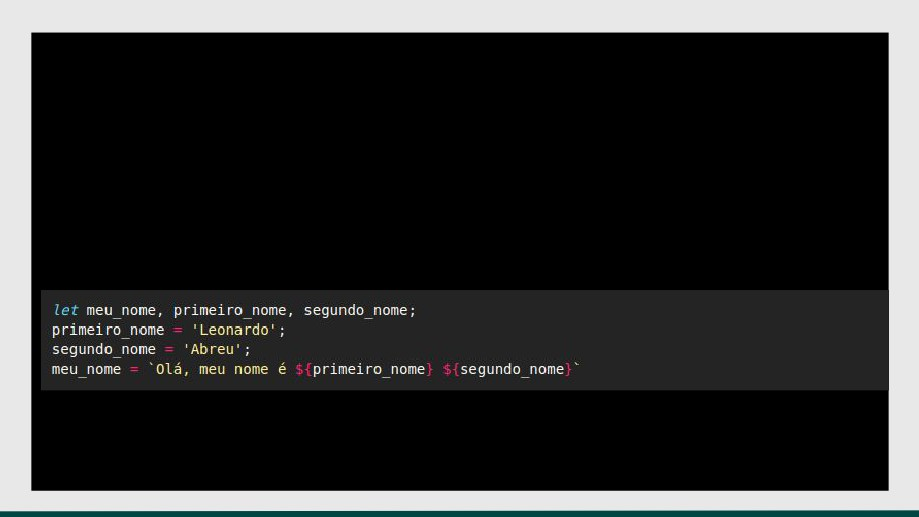 let meu_nome, primeiro_nome, segundo_nome;
primeiro_nome = 'Leonardo';
segundo_nome = 'Abreu';
meu_nome = `Olá, meu nome é ${primeiro_nome} ${segundo_nome}`